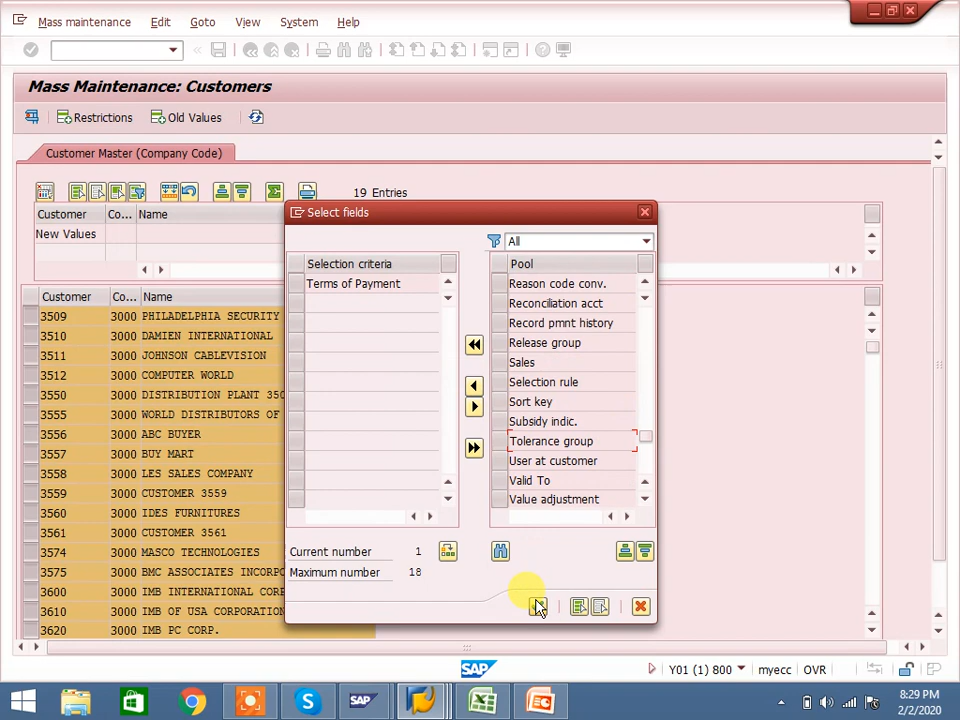 Mass maintenance Edit Goto View System Help
Mass Maintenance: Customers
Restrictions Old Values
Customer Master (Company Code)
19 Entries
Customer Co... Name
New Values
Customer Co... Name
3509 3000 PHILADELPHIA SECURITY
3510 3000 DAMIEN INTERNATIONAL
3511 3000 JOHNSON CABLEVISION
3512 3000 COMPUTER WORLD
3550 3000 DISTRIBUTION PLANT 350
3555 3000 WORLD DISTRIBUTORS OF
3556 3000 ABC BUYER
3557 3000 BUY MART
3558 3000 LES SALES COMPANY
3559 3000 CUSTOMER 3559
3560 3000 IDES FURNITURES
3561 3000 CUSTOMER 3561
3574 3000 MASCO TECHNOLOGIES
3575 3000 BMC ASSOCIATES INCORPO
3600 3000 IMB INTERNATIONAL CORP
3610 3000 IMB OF USA CORPORATION
3620 3000 IMB PC CORP.
Select fields
All
Selection criteria
Terms of Payment
Pool
Reason code conv.
Reconciliation acct
Record pmnt history
Release group
Sales
Selection rule
Sort key
Subsidy indic.
Tolerance group
User at customer
Valid To
Value adjustment
Current number 1
Maximum number 18
SAP
Y01 (1) 800 myecc OVR
SAP
8:29 PM
2/2/2020